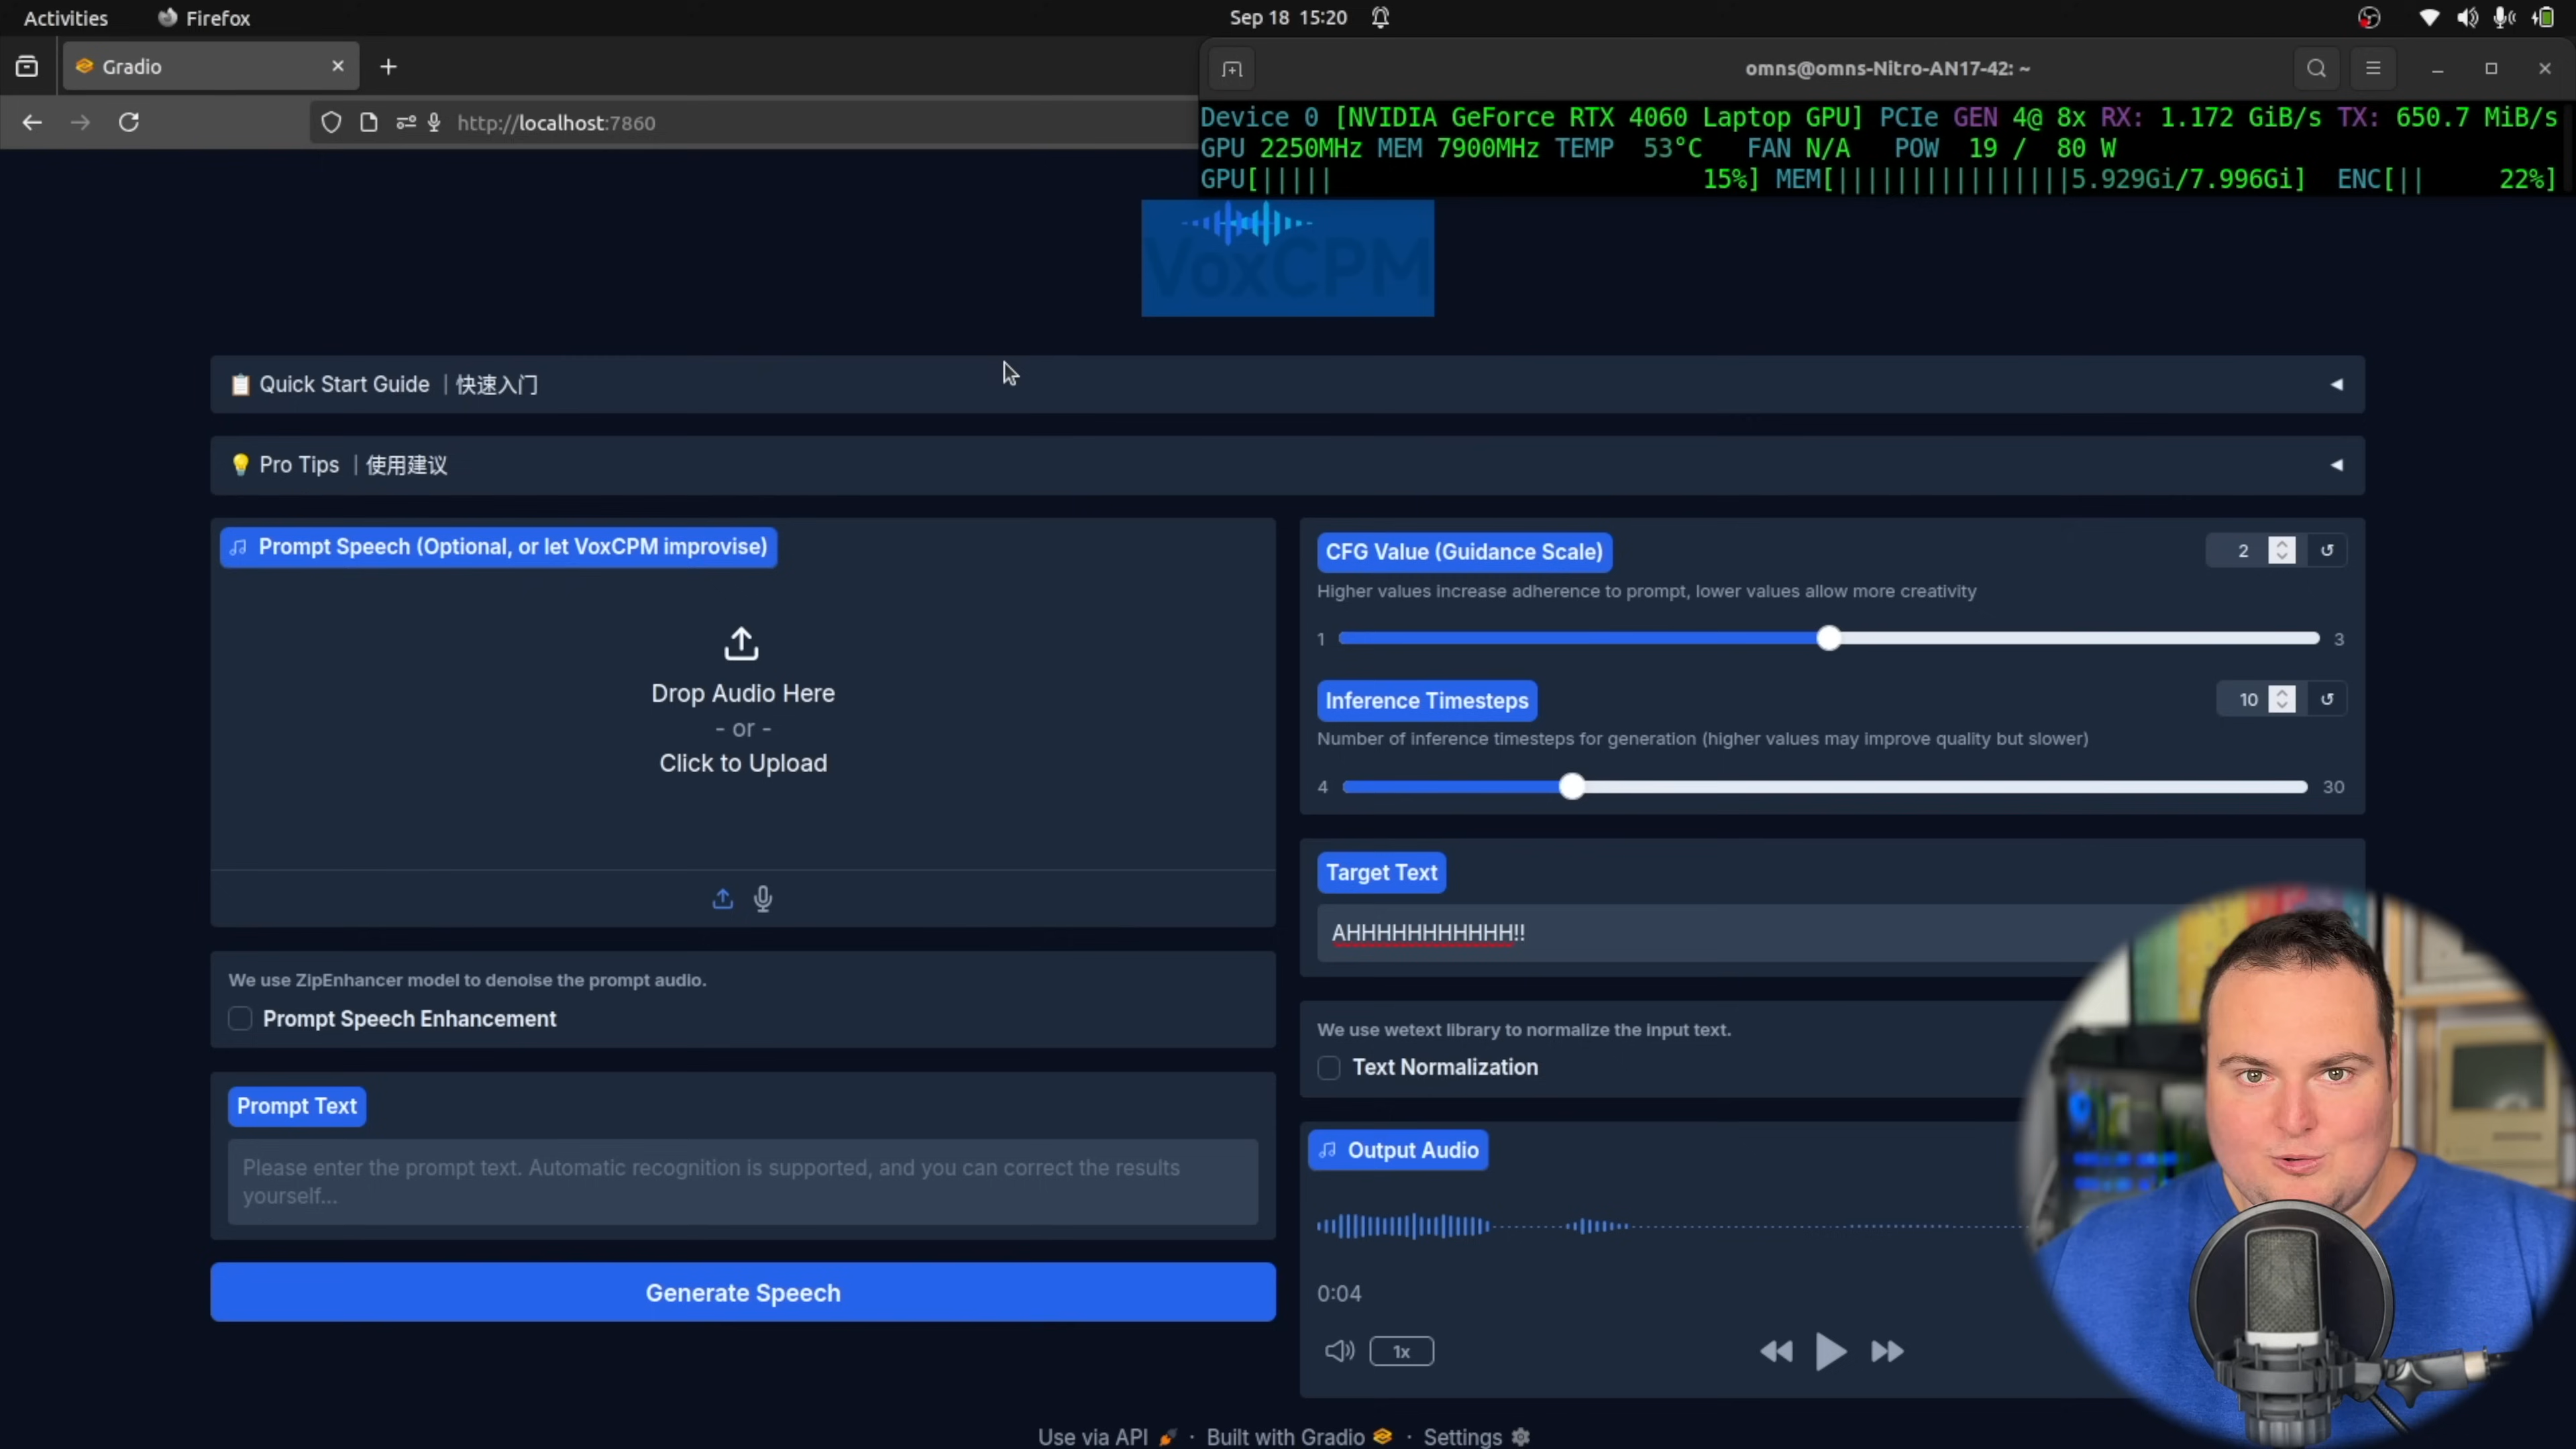 Activities
Firefox
Sep 18 15:20
Gradio
omns@omns-Nitro-AN17-42: ~
http://localhost:7860
Device 0 [NVIDIA GeForce RTX 4060 Laptop GPU] PCIe GEN 4@ 8x RX: 1.172 GiB/s TX: 650.7 MiB/s
GPU 2250MHz MEM 7900MHz TEMP 53°C FAN N/A POW 19 / 80 W
GPU[||||| 15%] MEM[||||||||||||||||5.929Gi/7.996Gi] ENC[|| 22%]
VoxCPM
📋 Quick Start Guide ｜快速入门
💡 Pro Tips ｜使用建议
Prompt Speech (Optional, or let VoxCPM improvise)
Drop Audio Here
- or -
Click to Upload
We use ZipEnhancer model to denoise the prompt audio.
Prompt Speech Enhancement
Prompt Text
Please enter the prompt text. Automatic recognition is supported, and you can correct the results
yourself...
Generate Speech
CFG Value (Guidance Scale)
2
Higher values increase adherence to prompt, lower values allow more creativity
1
3
Inference Timesteps
10
Number of inference timesteps for generation (higher values may improve quality but slower)
4
30
Target Text
AHHHHHHHHHHHH!!
We use wetext library to normalize the input text.
Text Normalization
Output Audio
0:04
1x
Use via API 🚀 · Built with Gradio · Settings